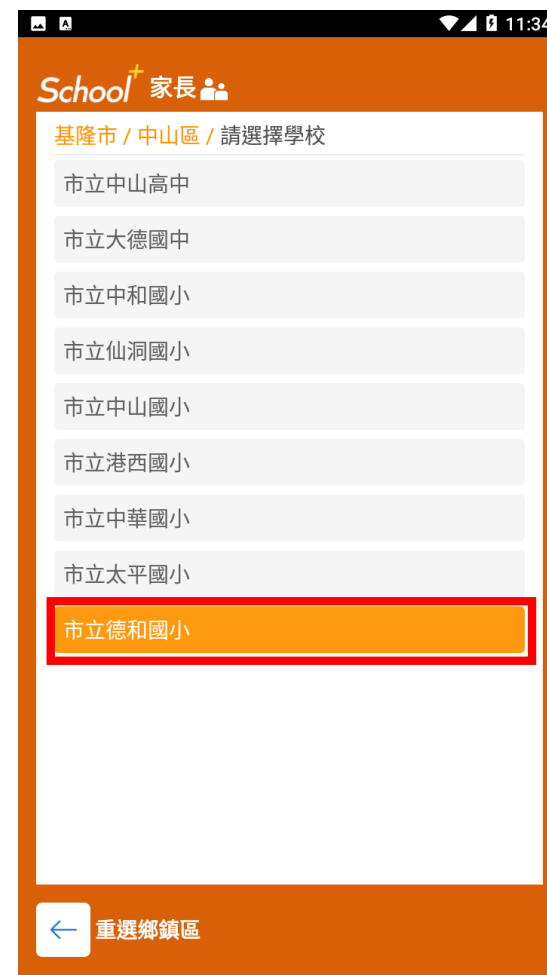 11:34
School+ 家長
基隆市 / 中山區 / 請選擇學校
市立中山高中
市立大德國中
市立中和國小
市立仙洞國小
市立中山國小
市立港西國小
市立中華國小
市立太平國小
市立德和國小
重選鄉鎮區